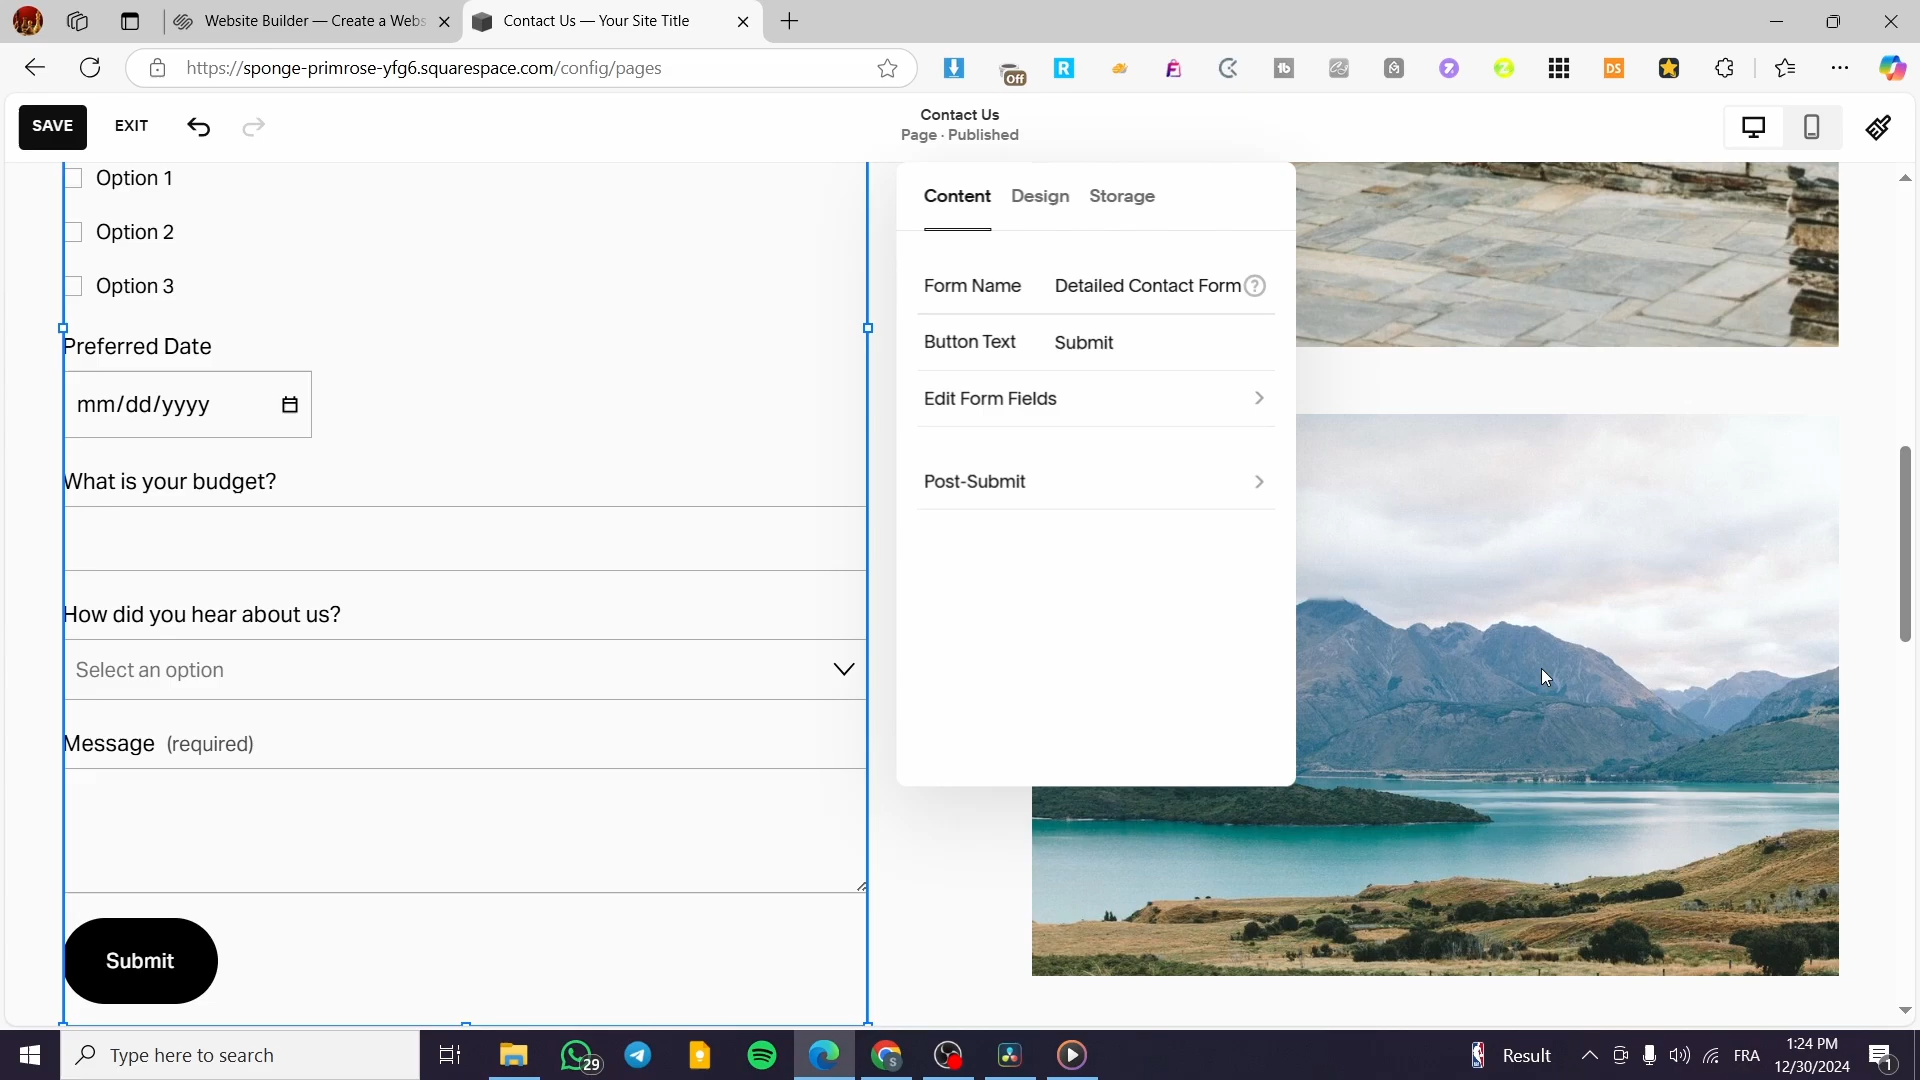 Website Builder — Create a Webs
Contact Us — Your Site Title
https://sponge-primrose-yfg6.squarespace.com/config/pages
Off
R
tb
DS
SAVE
EXIT
Contact Us
Page · Published
Option 1
Option 2
Option 3
Preferred Date
mm/dd/yyyy
What is your budget?
How did you hear about us?
Select an option
Message (required)
Submit
Content Design Storage
Form Name Detailed Contact Form ?
Button Text Submit
Edit Form Fields
Post-Submit
Type here to search
29
S
Result
FRA
1:24 PM
12/30/2024
1